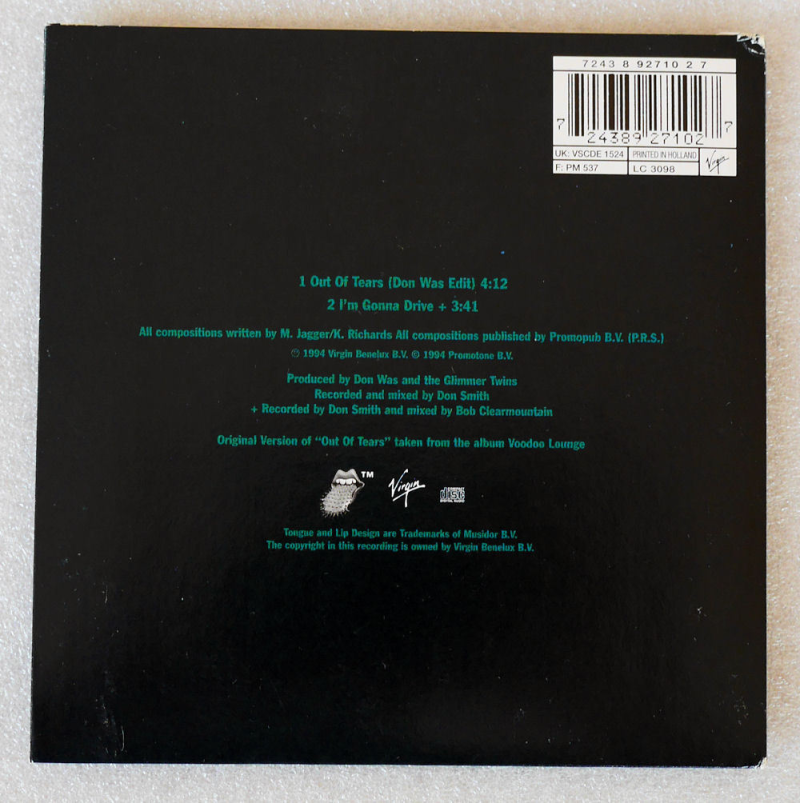 7243 8 92710 2 7
7 24389 27102 7
UK: VSCDE 1524
PRINTED IN HOLLAND
Virgin
F: PM 537
LC 3098
1 Out Of Tears (Don Was Edit) 4:12
2 I'm Gonna Drive + 3:41
All compositions written by M. Jagger/K. Richards All compositions published by Promopub B.V. (P.R.S.)
℗ 1994 Virgin Benelux B.V. © 1994 Promotone B.V.
Produced by Don Was and the Glimmer Twins
Recorded and mixed by Don Smith
+ Recorded by Don Smith and mixed by Bob Clearmountain
Original Version of "Out Of Tears" taken from the album Voodoo Lounge
TM
Virgin
COMPACT
disc
DIGITAL AUDIO
Tongue and Lip Design are Trademarks of Musidor B.V.
The copyright in this recording is owned by Virgin Benelux B.V.